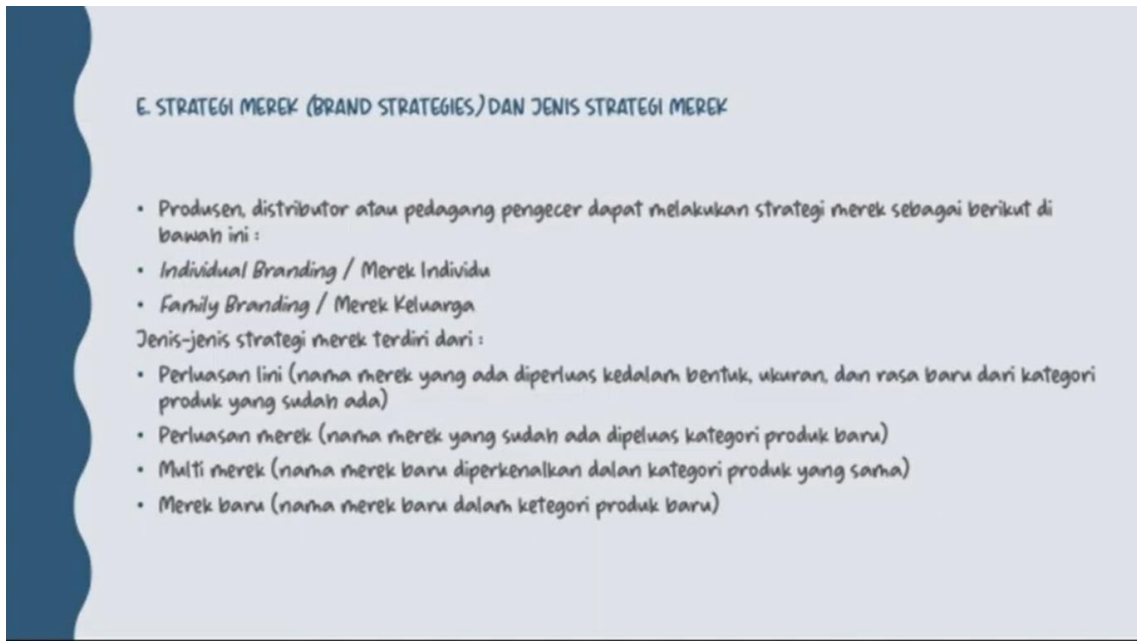 E. STRATEGI MEREK (BRAND STRATEGIES) DAN JENIS STRATEGI MEREK
• Produsen, distributor atau pedagang pengecer dapat melakukan strategi merek sebagai berikut di
bawah ini :
• Individual Branding / Merek Individu
• Family Branding / Merek Keluarga
Jenis-jenis strategi merek terdiri dari :
• Perluasan lini (nama merek yang ada diperluas kedalam bentuk, ukuran, dan rasa baru dari kategori
produk yang sudah ada)
• Perluasan merek (nama merek yang sudah ada dipeluas kategori produk baru)
• Multi merek (nama merek baru diperkenalkan dalan kategori produk yang sama)
• Merek baru (nama merek baru dalam ketegori produk baru)